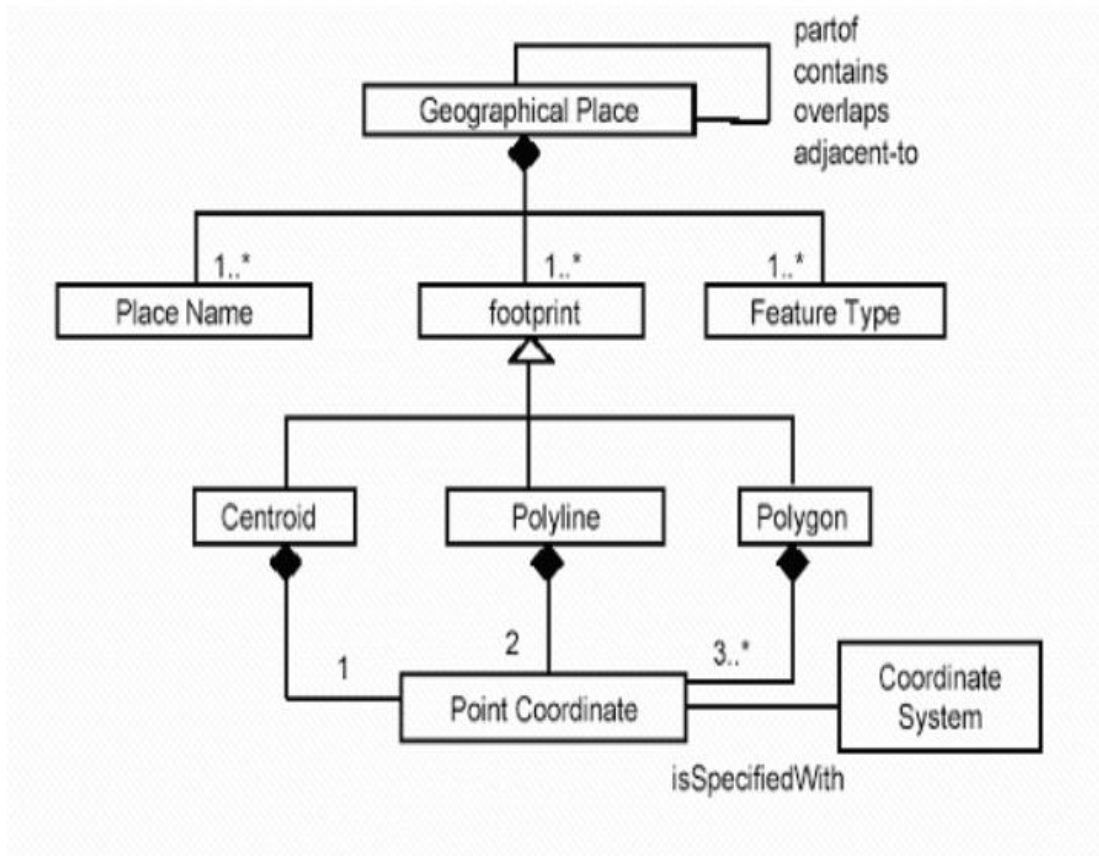 partof
contains
overlaps
adjacent-to
Geographical Place
1..*
1..*
1..*
Place Name
footprint
Feature Type
Centroid
Polyline
Polygon
1
2
3..*
Point Coordinate
Coordinate
System
isSpecifiedWith